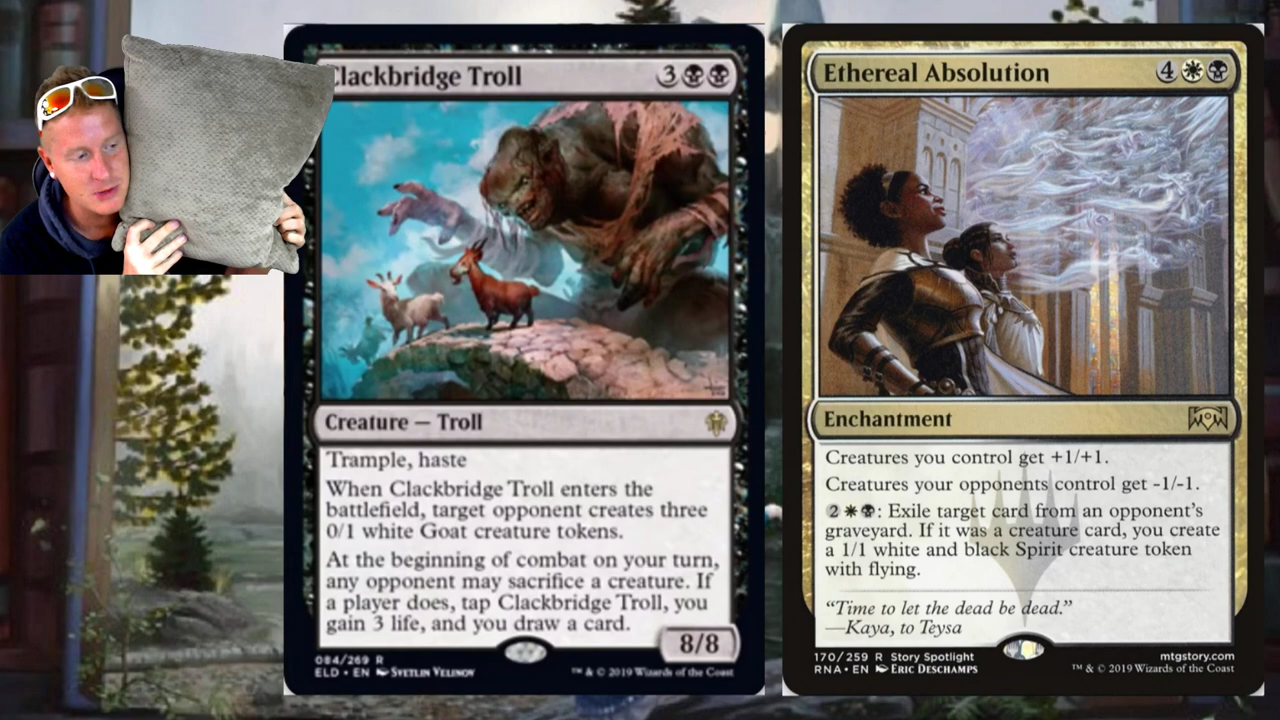 Clackbridge Troll 3
Creature — Troll
Trample, haste
When Clackbridge Troll enters the
battlefield, target opponent creates three
0/1 white Goat creature tokens.
At the beginning of combat on your turn,
any opponent may sacrifice a creature. If
a player does, tap Clackbridge Troll, you
gain 3 life, and you draw a card.
8/8
084/269 R
ELD • EN Svetlin Velinov ™ & © 2019 Wizards of the Coast
Ethereal Absolution 4
Enchantment
Creatures you control get +1/+1.
Creatures your opponents control get -1/-1.
2 : Exile target card from an opponent’s
graveyard. If it was a creature card, you create
a 1/1 white and black Spirit creature token
with flying.
“Time to let the dead be dead.”
—Kaya, to Teysa
170/259 R Story Spotlight mtgstory.com
RNA • EN Eric Deschamps ™ & © 2019 Wizards of the Coast